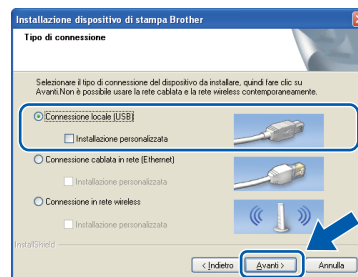 Installazione dispositivo di stampa Brother
Tipo di connessione
Selezionare il tipo di connessione del dispositivo da installare, quindi fare clic su
Avanti.Non è possibile usare la rete cablata e la rete wireless contemporaneamente.
Connessione locale (USB)
Installazione personalizzata
Connessione cablata in rete (Ethernet)
Installazione personalizzata
Connessione in rete wireless
Installazione personalizzata
InstallShield
< Indietro Avanti > Annulla